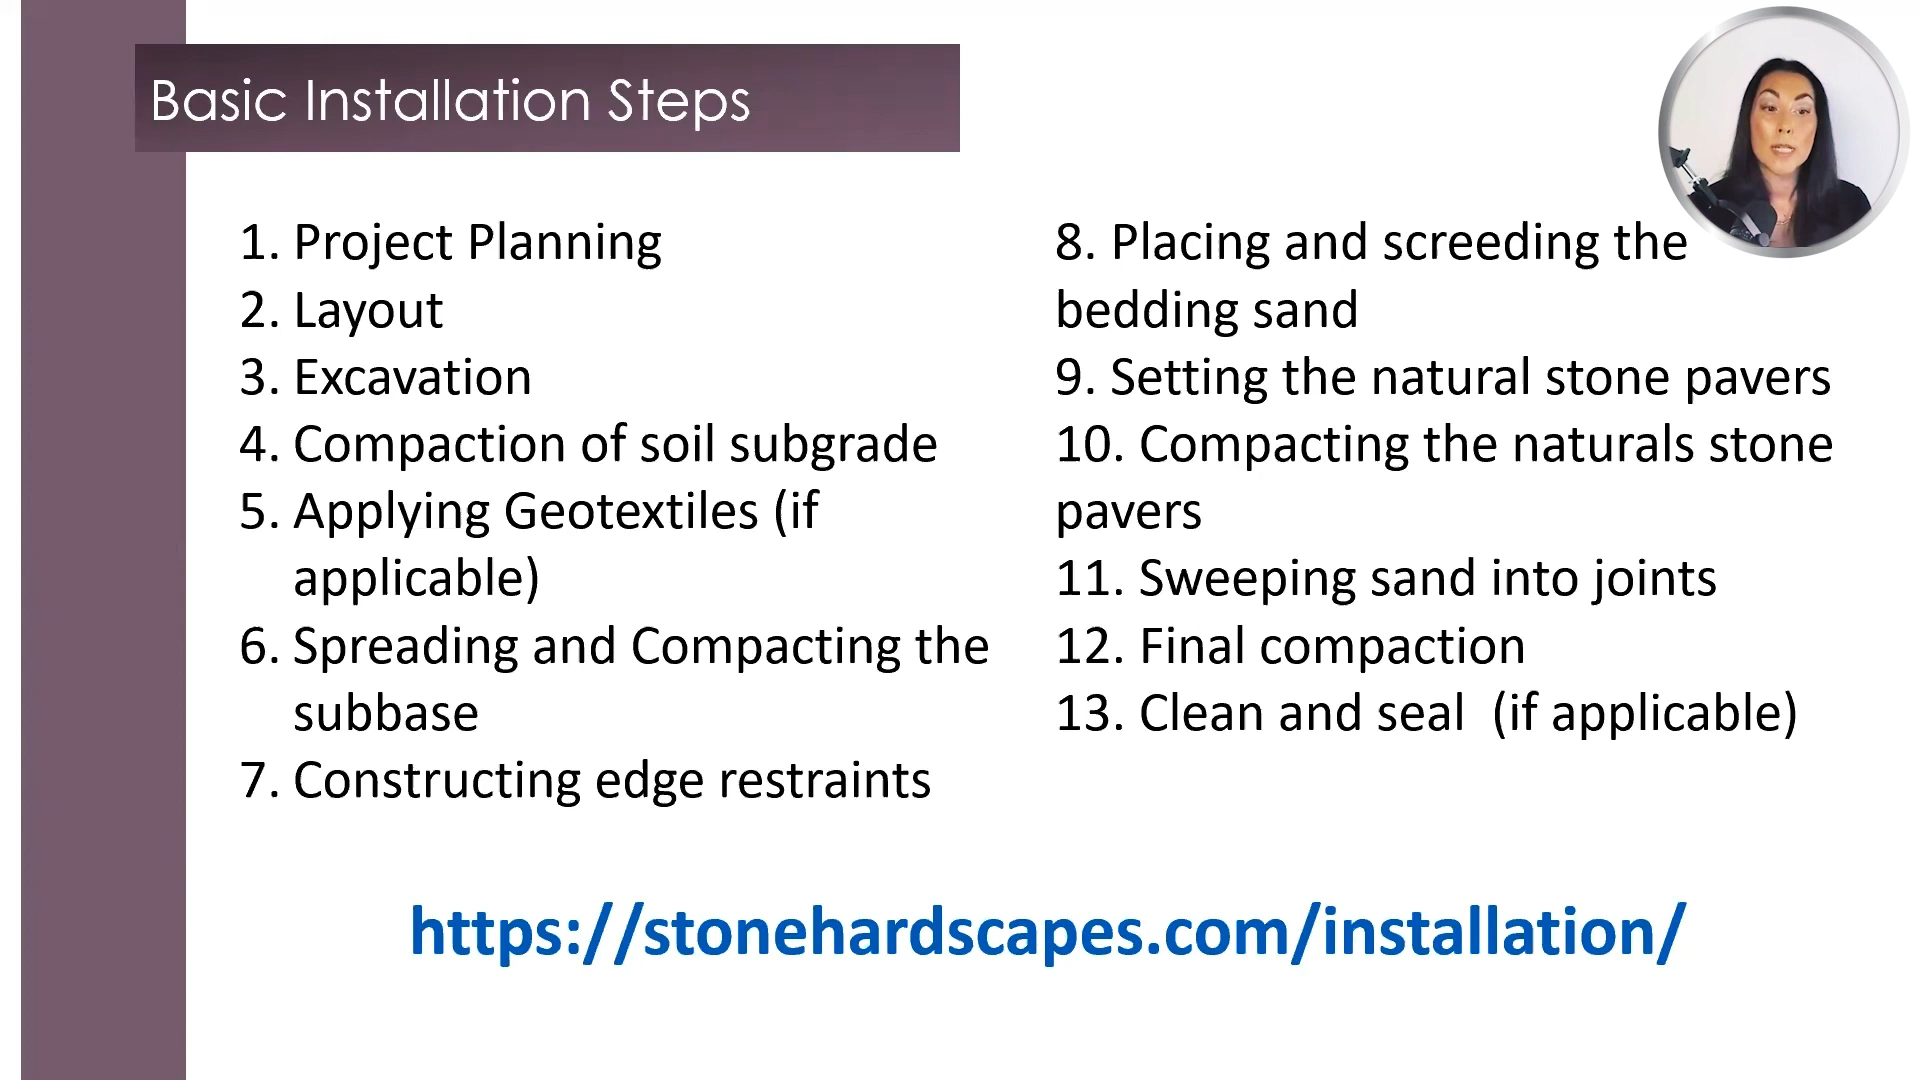 Basic Installation Steps
1. Project Planning
2. Layout
3. Excavation
4. Compaction of soil subgrade
5. Applying Geotextiles (if
applicable)
6. Spreading and Compacting the
subbase
7. Constructing edge restraints
8. Placing and screeding the
bedding sand
9. Setting the natural stone pavers
10. Compacting the naturals stone
pavers
11. Sweeping sand into joints
12. Final compaction
13. Clean and seal  (if applicable)
https://stonehardscapes.com/installation/